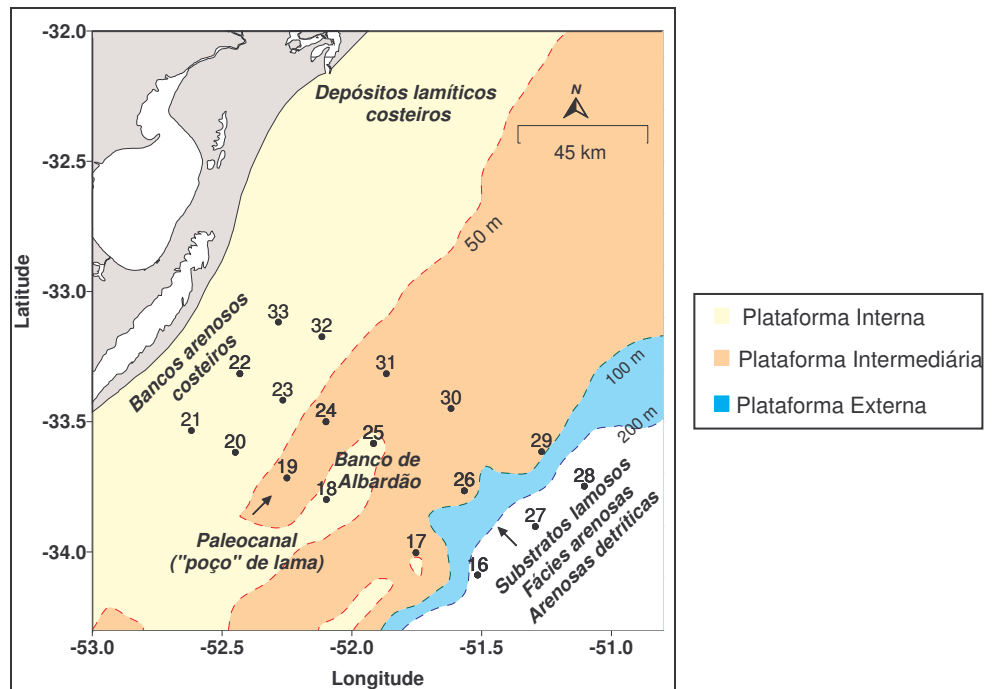 -32.0
-32.5
-33.0
-33.5
-34.0
Latitude
-53.0
-52.5
-52.0
-51.5
-51.0
Longitude
Depósitos lamíticos
costeiros
N
45 km
50 m
100 m
200 m
Bancos arenosos
costeiros
33
32
22
23
31
30
21
20
24
25
19
18
Banco de
Albardão
26
29
28
27
17
16
Paleocanal
("poço" de lama)
Substratos lamosos
Fácies arenosas
Arenosas detríticas
Plataforma Interna
Plataforma Intermediária
Plataforma Externa